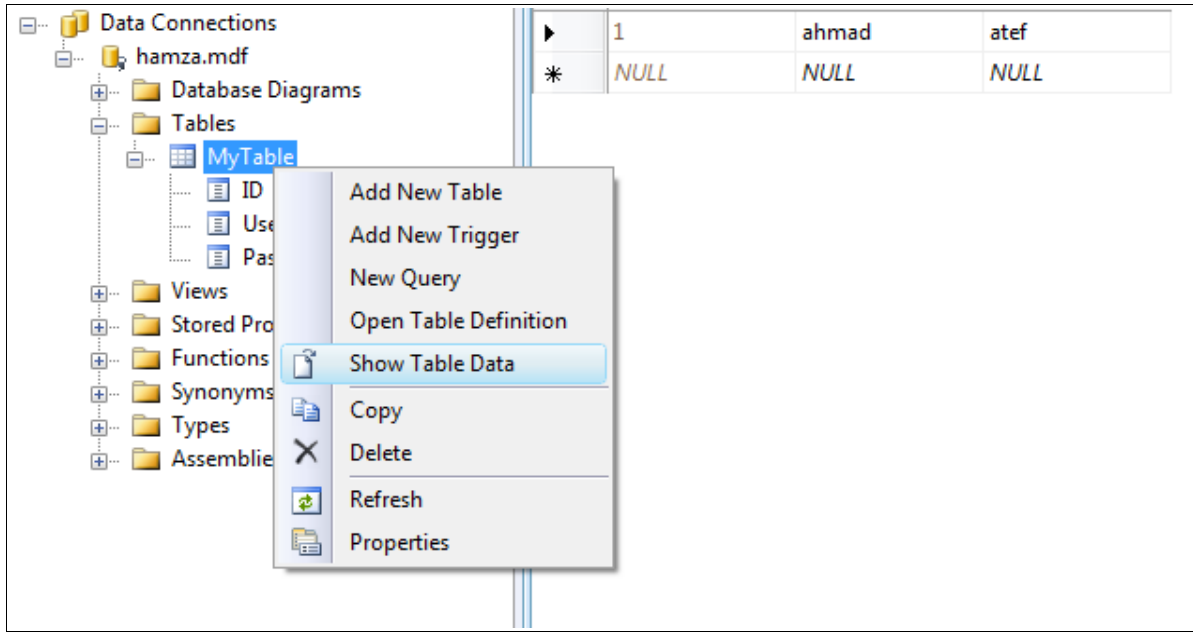 Data Connections
hamza.mdf
Database Diagrams
Tables
MyTable
ID
Use
Pas
Views
Stored Pro
Functions
Synonyms
Types
Assemblie
Add New Table
Add New Trigger
New Query
Open Table Definition
Show Table Data
Copy
Delete
Refresh
Properties
1 ahmad atef
NULL NULL NULL